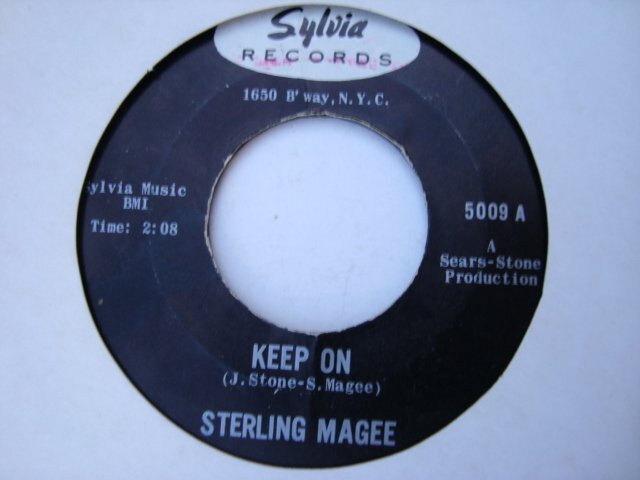 Sylvia
RECORDS
1650 B'way, N.Y.C.
ylvia Music
BMI
Time: 2:08
5009 A
A
Sears-Stone
Production
KEEP ON
(J. Stone-S. Magee)
STERLING MAGEE